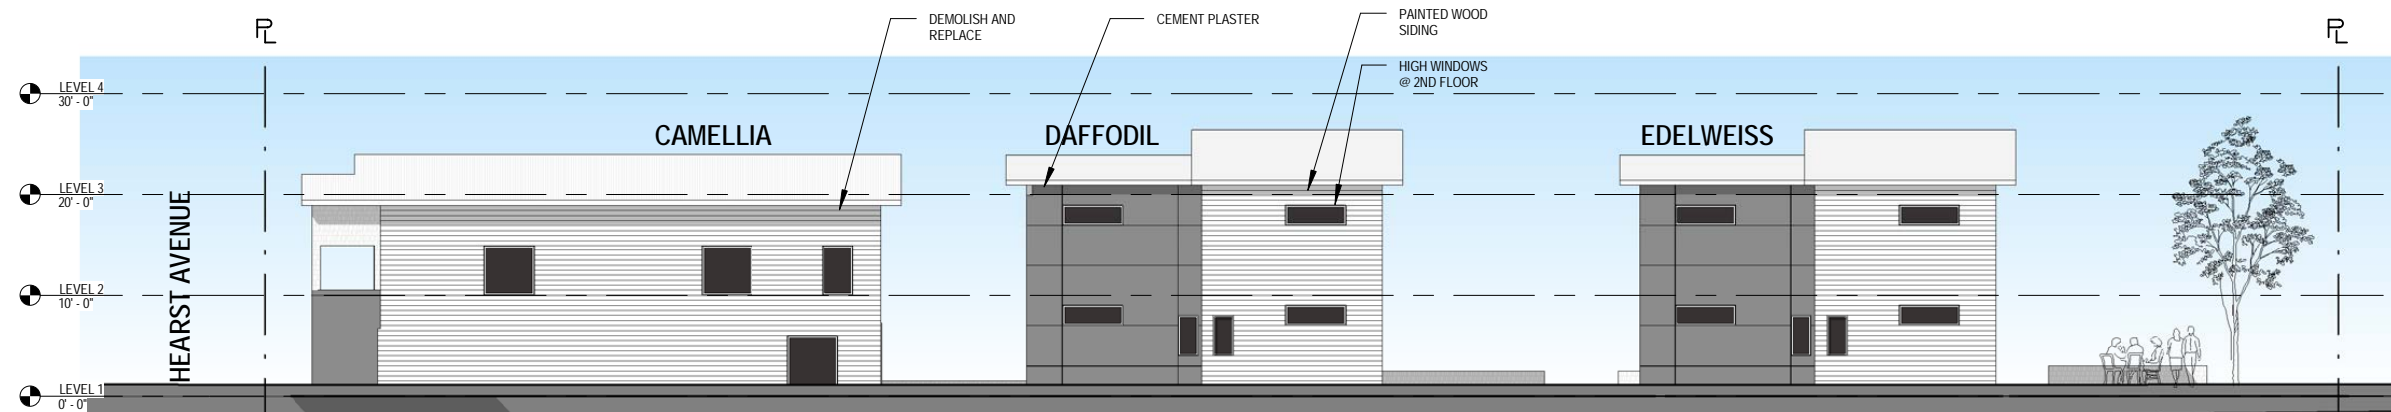 PL
PL
DEMOLISH AND
REPLACE
CEMENT PLASTER
PAINTED WOOD
SIDING
HIGH WINDOWS
@ 2ND FLOOR
LEVEL 4
30' - 0"
CAMELLIA
DAFFODIL
EDELWEISS
LEVEL 3
20' - 0"
HEARST AVENUE
LEVEL 2
10' - 0"
LEVEL 1
0' - 0"